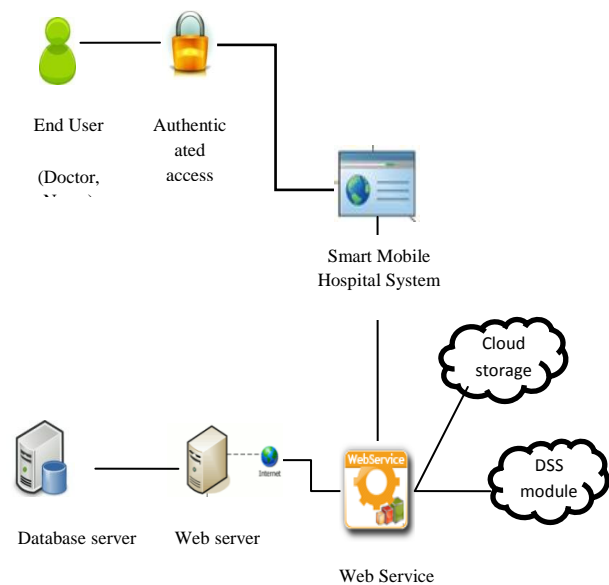 End User
(Doctor,
Authentic
ated
access
Smart Mobile
Hospital System
Cloud
storage
DSS
module
WebService
Internet
Database server
Web server
Web Service